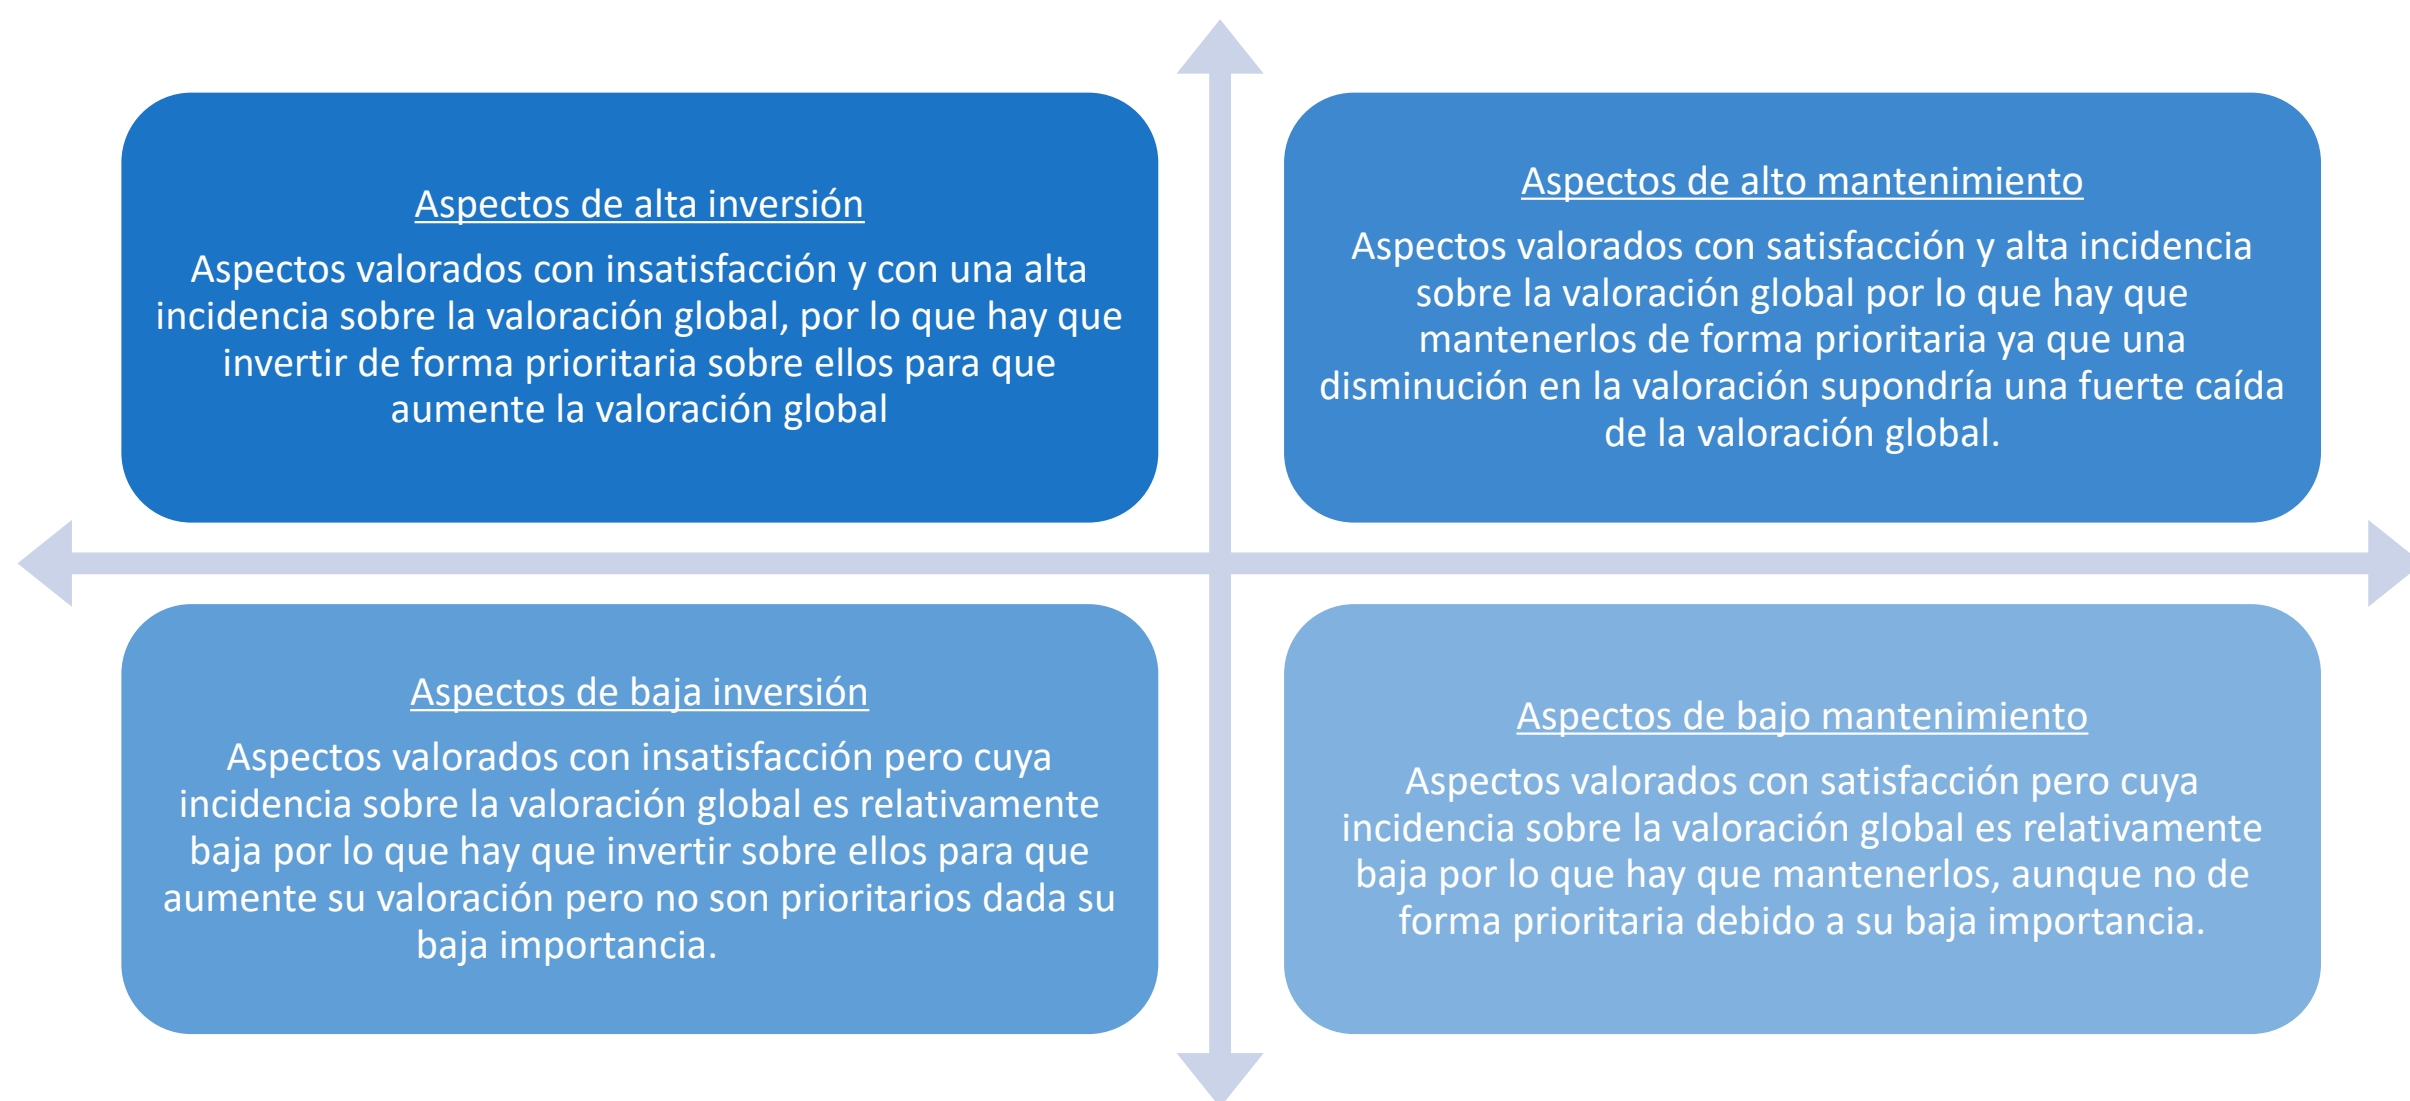 Aspectos de alta inversión
Aspectos valorados con insatisfacción y con una alta
incidencia sobre la valoración global, por lo que hay que
invertir de forma prioritaria sobre ellos para que
aumente la valoración global
Aspectos de alto mantenimiento
Aspectos valorados con satisfacción y alta incidencia
sobre la valoración global por lo que hay que
mantenerlos de forma prioritaria ya que una
disminución en la valoración supondría una fuerte caída
de la valoración global.
Aspectos de baja inversión
Aspectos valorados con insatisfacción pero cuya
incidencia sobre la valoración global es relativamente
baja por lo que hay que invertir sobre ellos para que
aumente su valoración pero no son prioritarios dada su
baja importancia.
Aspectos de bajo mantenimiento
Aspectos valorados con satisfacción pero cuya
incidencia sobre la valoración global es relativamente
baja por lo que hay que mantenerlos, aunque no de
forma prioritaria debido a su baja importancia.